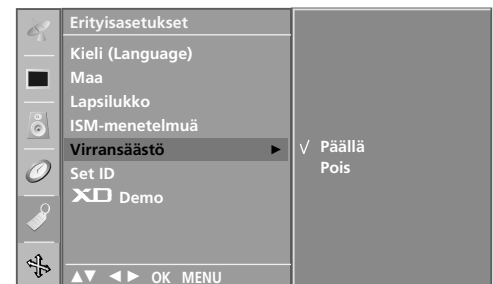 Erityisasetukset
Kieli (Language)
Maa
Lapsilukko
ISM-menetelmuä
Virransäästö ►
√ Päällä
Pois
Set ID
XD Demo
▲▼ ◄► OK MENU